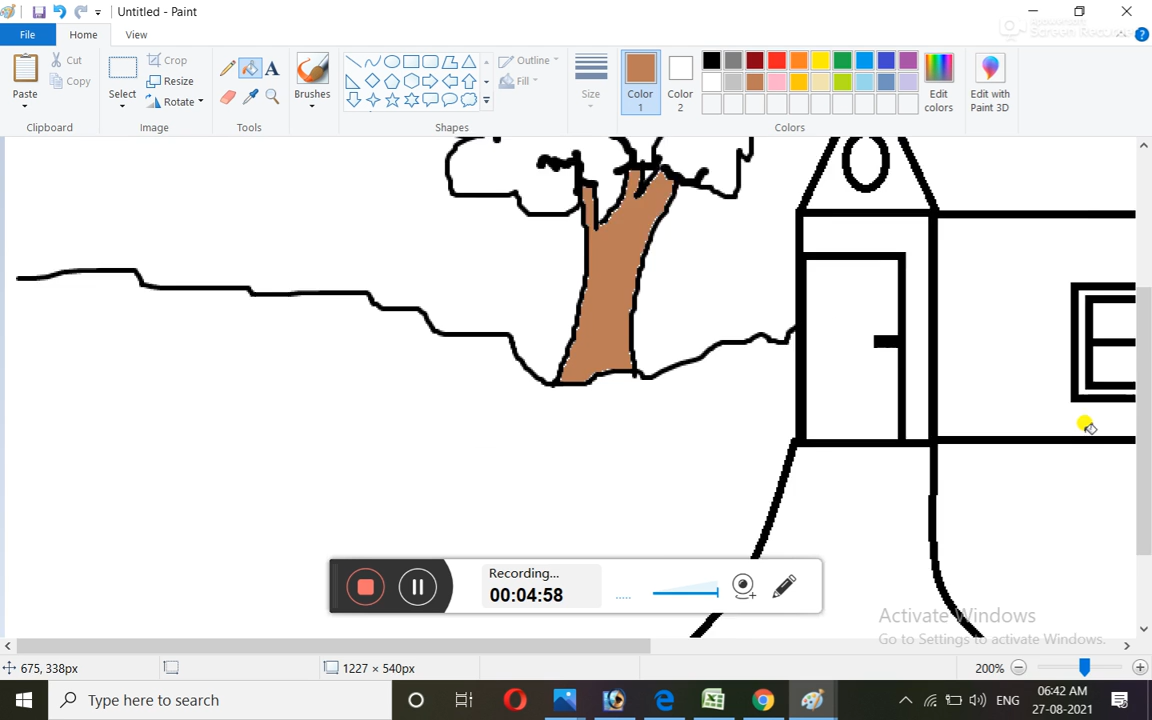 Untitled - Paint
File
Home
View
Paste
Cut
Copy
Clipboard
Select
Crop
Resize
Rotate
Image
A
Tools
Brushes
Outline
Fill
Shapes
Size
Color
1
Color
2
Edit
colors
Edit with
Paint 3D
Colors
Screen Recorder
Recording...
00:04:58
Activate Windows
Go to Settings to activate Windows.
675, 338px
1227 × 540px
200%
Type here to search
ENG
06:42 AM
27-08-2021